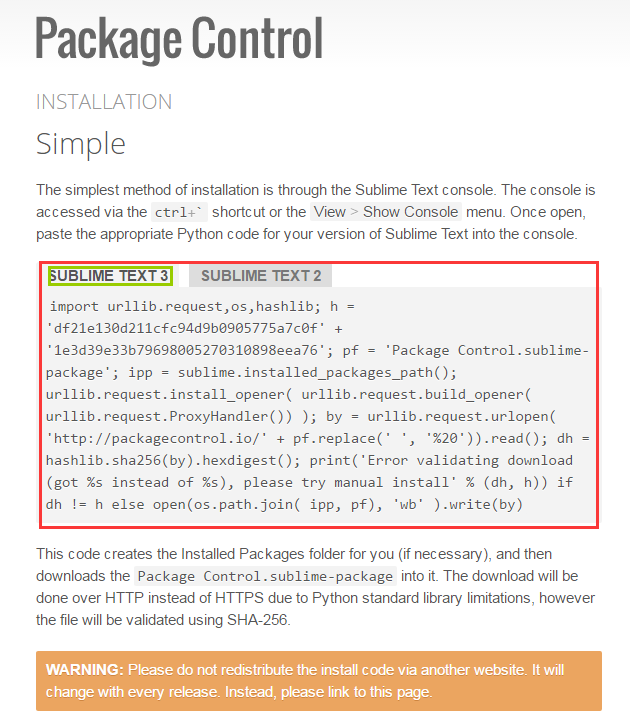 Package Control
INSTALLATION
Simple
The simplest method of installation is through the Sublime Text console. The console is
accessed via the ctrl+` shortcut or the View > Show Console menu. Once open,
paste the appropriate Python code for your version of Sublime Text into the console.
SUBLIME TEXT 3 SUBLIME TEXT 2
import urllib.request,os,hashlib; h =
'df21e130d211cfc94d9b0905775a7c0f' +
'1e3d39e33b79698005270310898eea76'; pf = 'Package Control.sublime-
package'; ipp = sublime.installed_packages_path();
urllib.request.install_opener( urllib.request.build_opener(
urllib.request.ProxyHandler()) ); by = urllib.request.urlopen(
'http://packagecontrol.io/' + pf.replace(' ', '%20')).read(); dh =
hashlib.sha256(by).hexdigest(); print('Error validating download
(got %s instead of %s), please try manual install' % (dh, h)) if
dh != h else open(os.path.join( ipp, pf), 'wb' ).write(by)
This code creates the Installed Packages folder for you (if necessary), and then
downloads the Package Control.sublime-package into it. The download will be
done over HTTP instead of HTTPS due to Python standard library limitations, however
the file will be validated using SHA-256.
WARNING: Please do not redistribute the install code via another website. It will
change with every release. Instead, please link to this page.